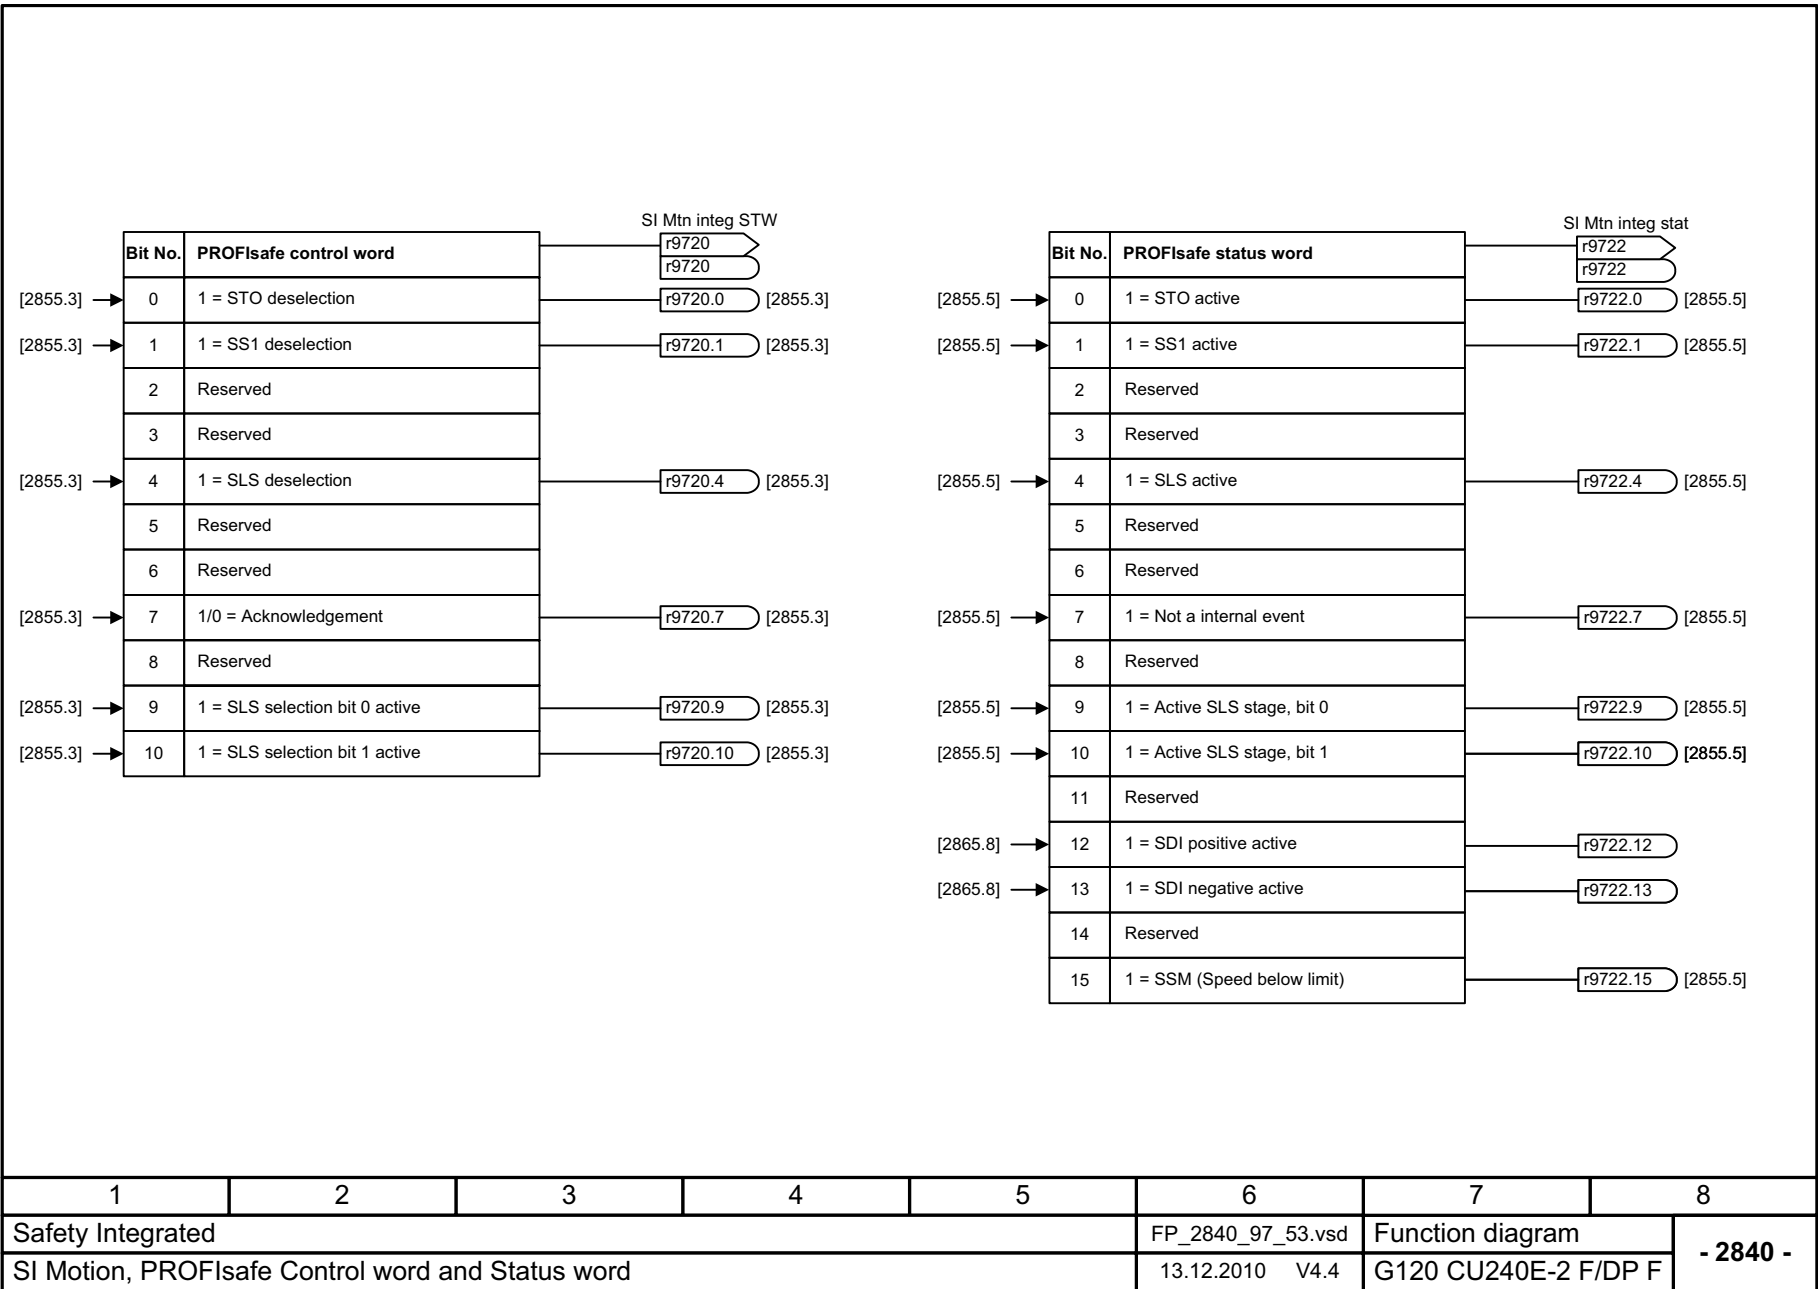 SI Mtn integ STW
Bit No. PROFIsafe control word r9720
r9720
[2855.3] 0 1 = STO deselection r9720.0 [2855.3]
[2855.3] 1 1 = SS1 deselection r9720.1 [2855.3]
2 Reserved
3 Reserved
[2855.3] 4 1 = SLS deselection r9720.4 [2855.3]
5 Reserved
6 Reserved
[2855.3] 7 1/0 = Acknowledgement r9720.7 [2855.3]
8 Reserved
[2855.3] 9 1 = SLS selection bit 0 active r9720.9 [2855.3]
[2855.3] 10 1 = SLS selection bit 1 active r9720.10 [2855.3]
SI Mtn integ stat
Bit No. PROFIsafe status word r9722
r9722
[2855.5] 0 1 = STO active r9722.0 [2855.5]
[2855.5] 1 1 = SS1 active r9722.1 [2855.5]
2 Reserved
3 Reserved
[2855.5] 4 1 = SLS active r9722.4 [2855.5]
5 Reserved
6 Reserved
[2855.5] 7 1 = Not a internal event r9722.7 [2855.5]
8 Reserved
[2855.5] 9 1 = Active SLS stage, bit 0 r9722.9 [2855.5]
[2855.5] 10 1 = Active SLS stage, bit 1 r9722.10 [2855.5]
11 Reserved
[2865.8] 12 1 = SDI positive active r9722.12
[2865.8] 13 1 = SDI negative active r9722.13
14 Reserved
15 1 = SSM (Speed below limit) r9722.15 [2855.5]
1 2 3 4 5 6 7 8
Safety Integrated FP_2840_97_53.vsd Function diagram
- 2840 -
SI Motion, PROFIsafe Control word and Status word 13.12.2010 V4.4 G120 CU240E-2 F/DP F